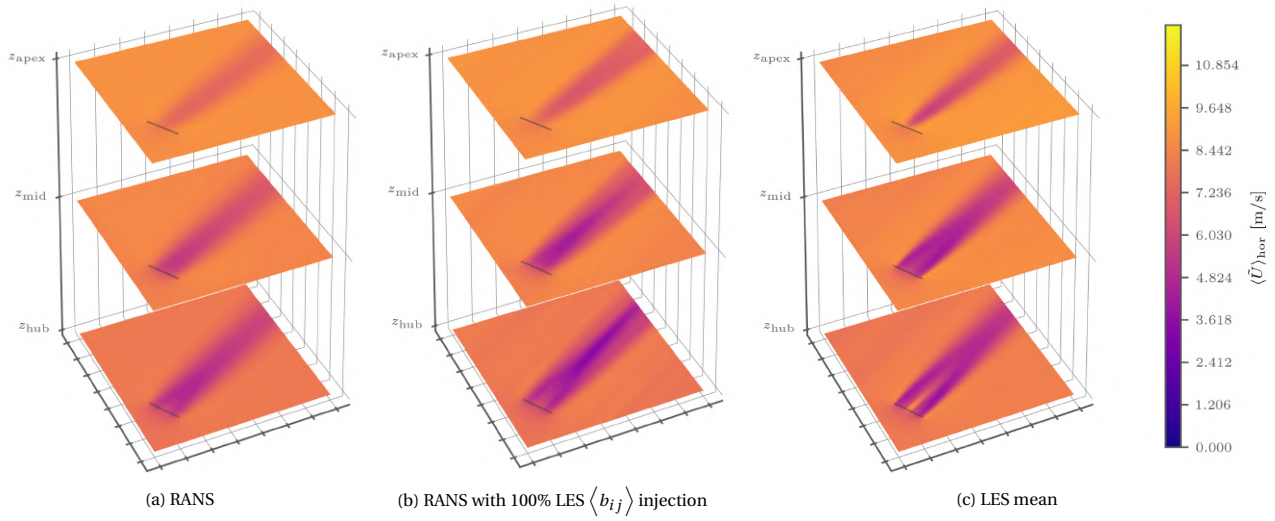 z_apex
z_mid
z_hub
z_apex
z_mid
z_hub
z_apex
z_mid
z_hub
10.854
9.648
8.442
7.236
6.030
4.824
3.618
2.412
1.206
0.000
⟨Ũ⟩_hor [m/s]
(a) RANS
(b) RANS with 100% LES ⟨b_ij⟩ injection
(c) LES mean